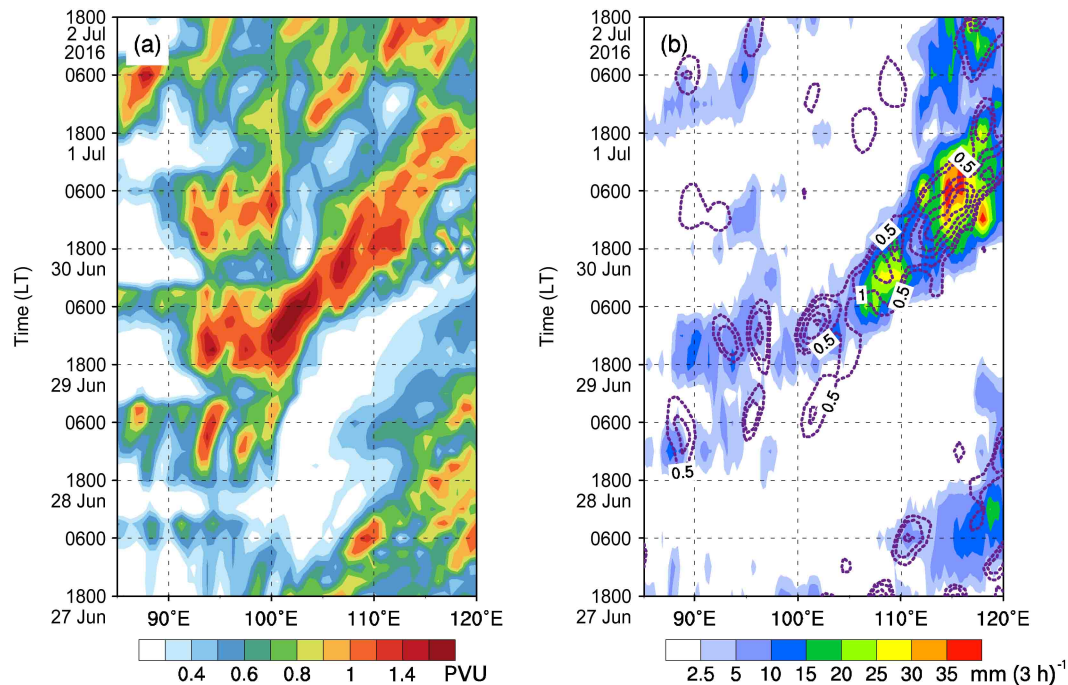 (a)
Time (LT)
1800
2 Jul
2016
0600
1800
1 Jul
0600
1800
30 Jun
0600
1800
29 Jun
0600
1800
28 Jun
0600
1800
27 Jun
90°E
100°E
110°E
120°E
0.4 0.6 0.8 1 1.4 PVU
(b)
Time (LT)
1800
2 Jul
2016
0600
1800
1 Jul
0600
1800
30 Jun
0600
1800
29 Jun
0600
1800
28 Jun
0600
1800
27 Jun
0.5
0.5
1
0.5
0.5
0.5
0.5
90°E
100°E
110°E
120°E
2.5 5 10 15 20 25 30 35 mm (3 h)⁻¹